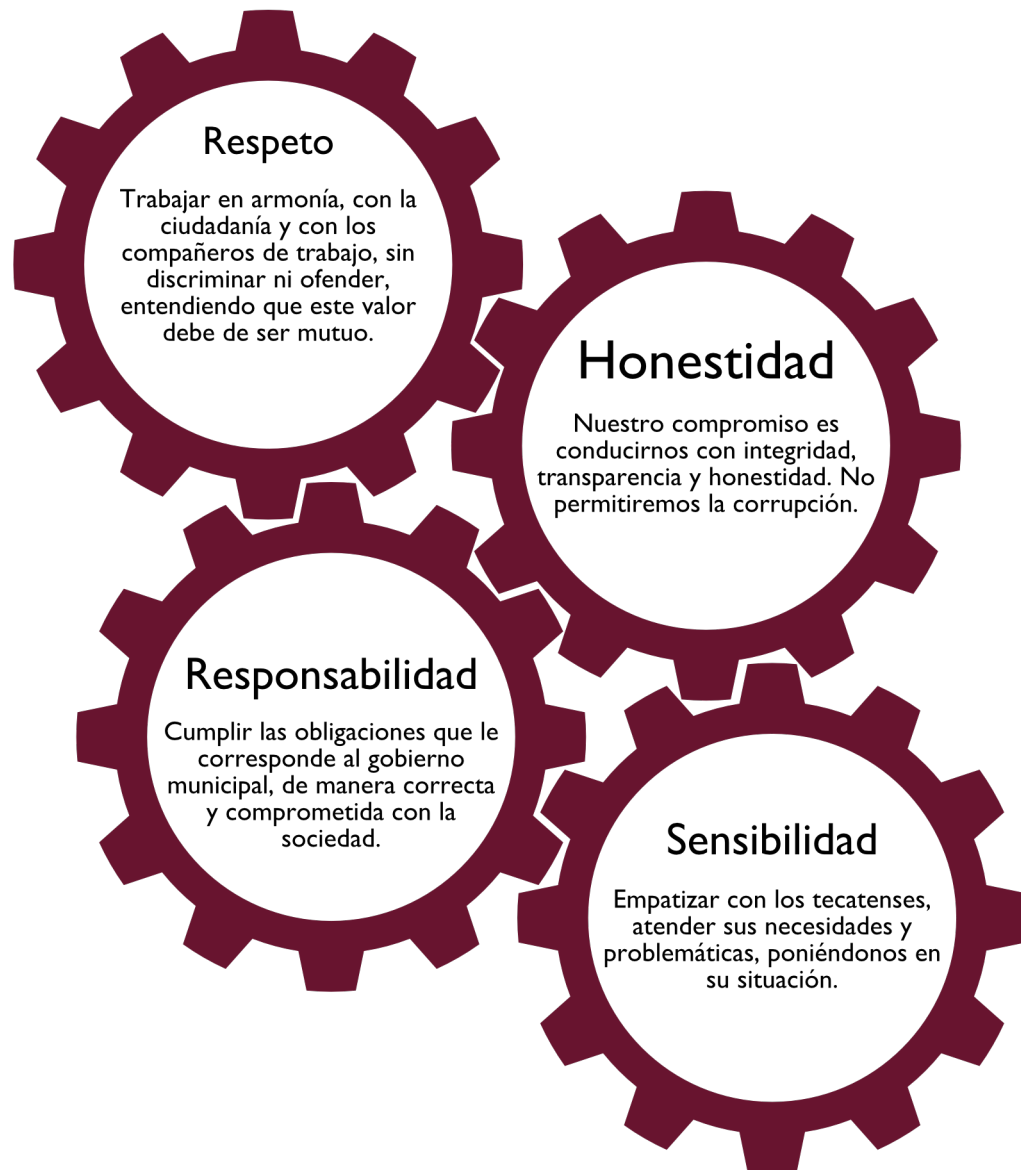 Respeto
Trabajar en armonía, con la
ciudadanía y con los
compañeros de trabajo, sin
discriminar ni ofender,
entendiendo que este valor
debe de ser mutuo.
Honestidad
Nuestro compromiso es
conducirnos con integridad,
transparencia y honestidad. No
permitiremos la corrupción.
Responsabilidad
Cumplir las obligaciones que le
corresponde al gobierno
municipal, de manera correcta
y comprometida con la
sociedad.
Sensibilidad
Empatizar con los tecatenses,
atender sus necesidades y
problemáticas, poniéndonos en
su situación.